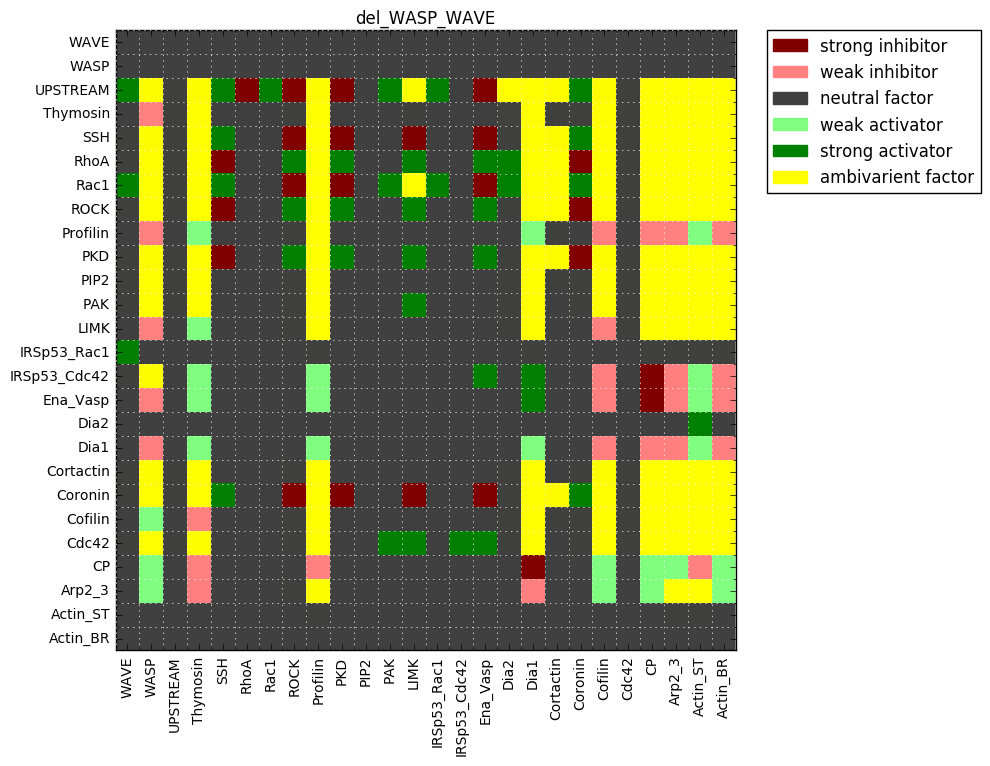 del_WASP_WAVE
WAVE
WASP
UPSTREAM
Thymosin
SSH
RhoA
Rac1
ROCK
Profilin
PKD
PIP2
PAK
LIMK
IRSp53_Rac1
IRSp53_Cdc42
Ena_Vasp
Dia2
Dia1
Cortactin
Coronin
Cofilin
Cdc42
CP
Arp2_3
Actin_ST
Actin_BR
WAVE
WASP
UPSTREAM
Thymosin
SSH
RhoA
Rac1
ROCK
Profilin
PKD
PIP2
PAK
LIMK
IRSp53_Rac1
IRSp53_Cdc42
Ena_Vasp
Dia2
Dia1
Cortactin
Coronin
Cofilin
Cdc42
CP
Arp2_3
Actin_ST
Actin_BR
strong inhibitor
weak inhibitor
neutral factor
weak activator
strong activator
ambivarient factor